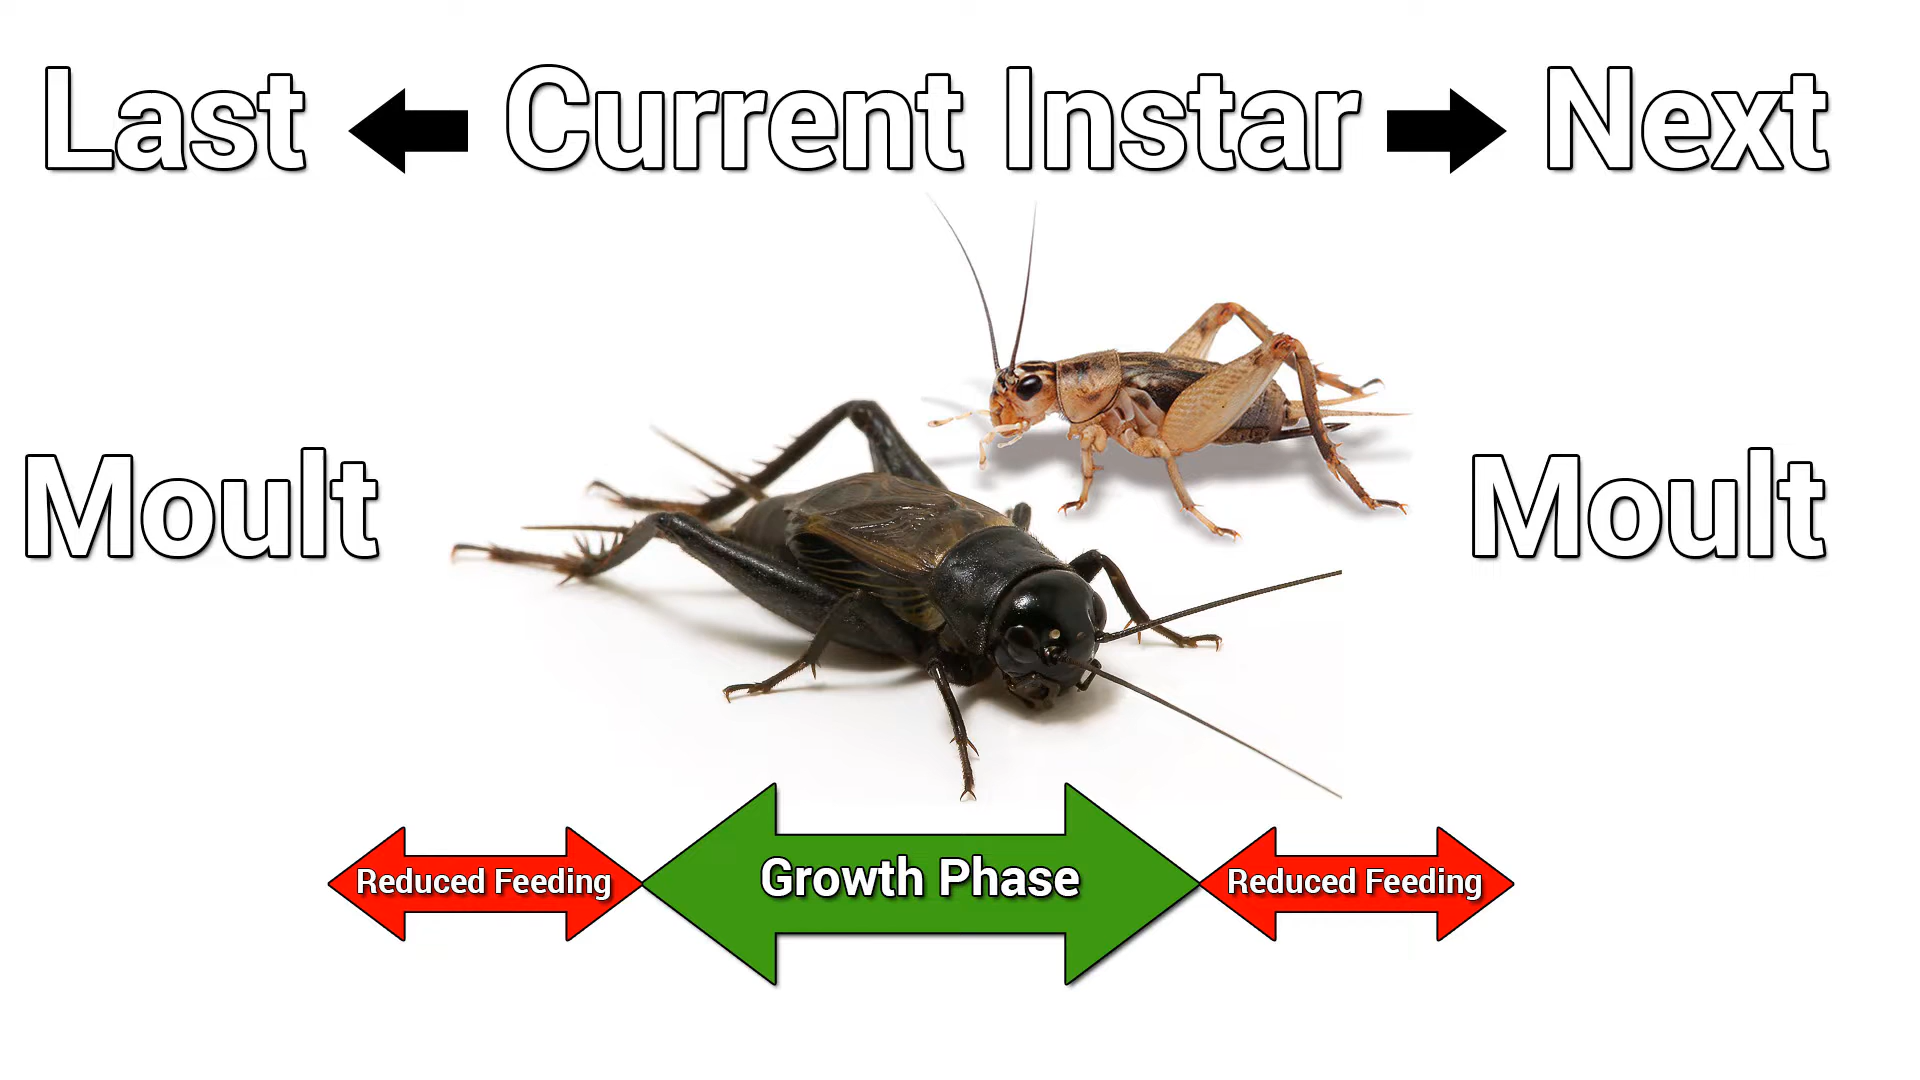 Last Current Instar Next
Moult Moult
Reduced Feeding Growth Phase Reduced Feeding